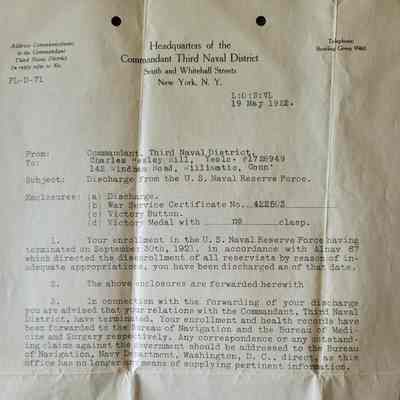 Address Communications
to the Commandant
Third Naval District
In reply refer to No.
Headquarters of the
Commandant Third Naval District
South and Whitehall Streets
New York, N. Y.
Telephone:
Bowling Green 9460
FL-D-71
L:D:S:VL
19 May 1922.
From: Commandant, Third Naval District.
To: Charles Wesley Hill, Yeo1c #1728949
142 Windham Road, Willimatic, Conn
Subject: Discharge from the U. S. Naval Reserve Force.
Enclosure: (a) Discharge.
(b) War Service Certificate No. 422503
(c) Victory Button.
(d) Victory Medal with no clasp.
1. Your enrollment in the U. S. Naval Reserve Force having
terminated on September 30th, 1921, in accordance with Alnav 67
which directed the disenrollment of all reservists by reason of in-
adequate appropriations, you have been discharged as of that date.
2. The above enclosures are forwarded herewith
3. In connection with the forwarding of your discharge
you are advised that your relations with the Commandant, Third Naval
District, have terminated. Your enrollment and health records have
been forwarded to the Bureau of Navigation and the Bureau of Medi-
cine and Surgery respectively. Any correspondence or any outstand-
ing claims against the Government should be addressed to the Bureau
of Navigation, Navy Department, Washington, D. C., direct, as this
office has no longer any means of supplying pertinent information.